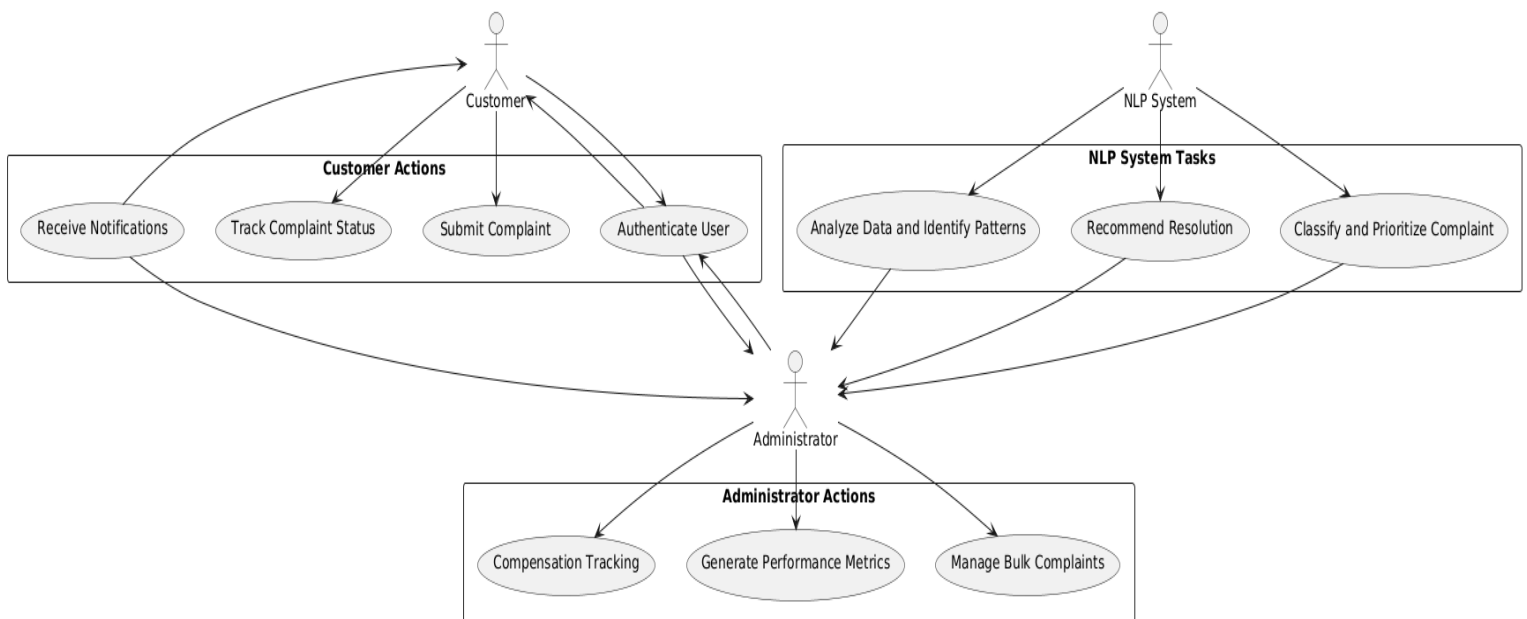 Customer
NLP System
Customer Actions
NLP System Tasks
Receive Notifications
Track Complaint Status
Submit Complaint
Authenticate User
Analyze Data and Identify Patterns
Recommend Resolution
Classify and Prioritize Complaint
Administrator
Administrator Actions
Compensation Tracking
Generate Performance Metrics
Manage Bulk Complaints